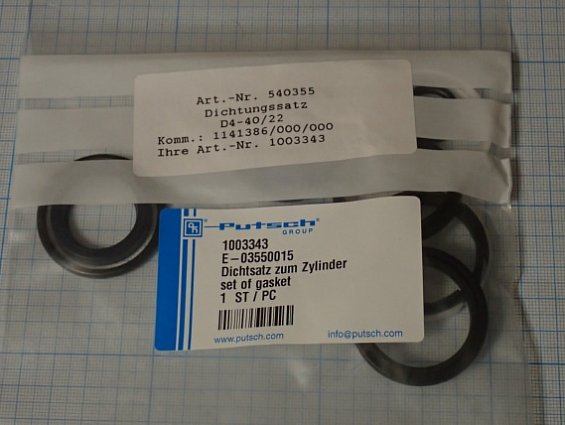 Art.-Nr. 540355
Dichtungssatz
D4-40/22
Komm.: 1141386/000/000
Ihre Art.-Nr. 1003343
Putsch®
GROUP
1003343
E-03550015
Dichtsatz zum Zylinder
set of gasket
1 ST / PC
www.putsch.com
info@putsch.com